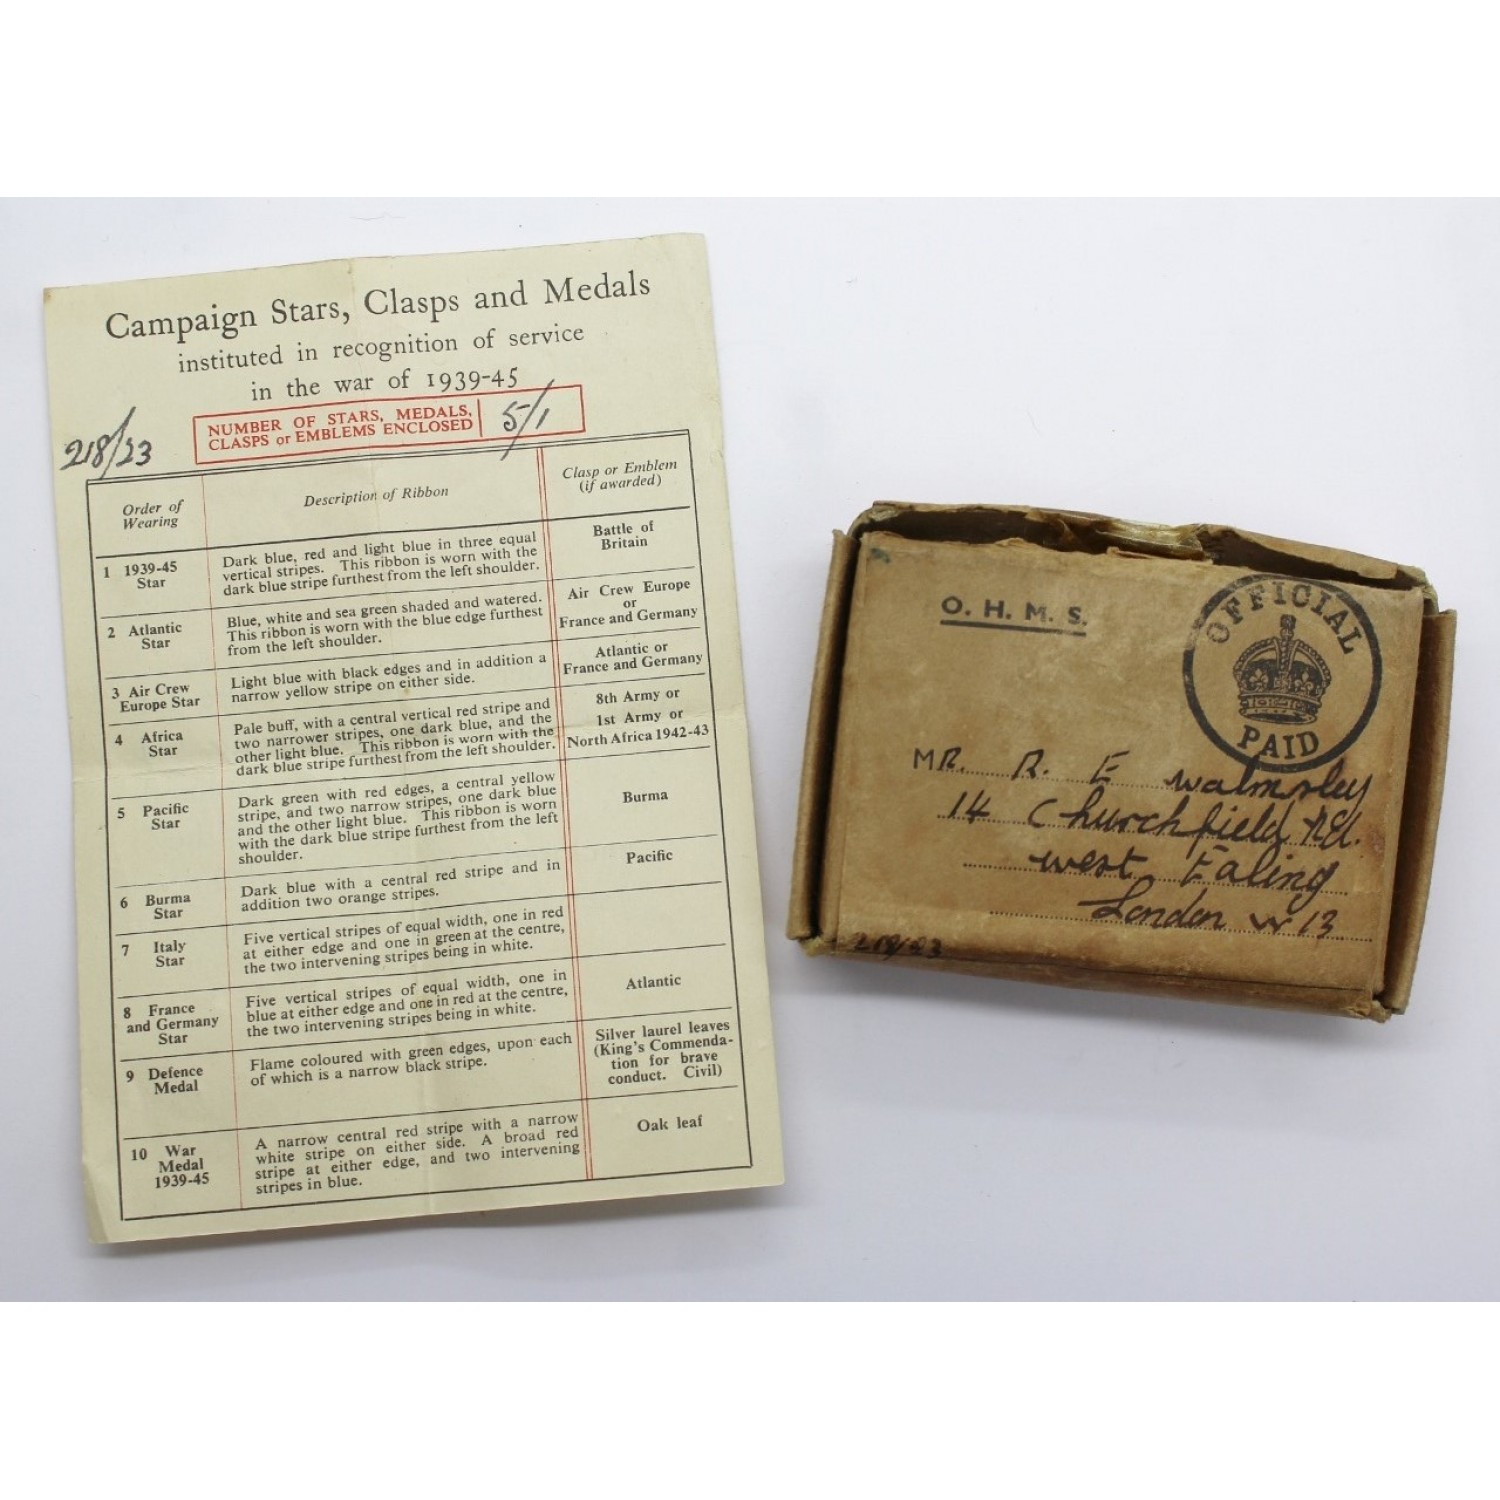 Campaign Stars, Clasps and Medals
instituted in recognition of service
in the war of 1939-45
218/23
NUMBER OF STARS, MEDALS,
CLASPS or EMBLEMS ENCLOSED
5/1
Order of
Wearing
Description of Ribbon
Clasp or Emblem
(if awarded)
1 1939-45
Star
Dark blue, red and light blue in three equal
vertical stripes. This ribbon is worn with the
dark blue stripe furthest from the left shoulder.
Battle of
Britain
2 Atlantic
Star
Blue, white and sea green shaded and watered.
This ribbon is worn with the blue edge furthest
from the left shoulder.
Air Crew Europe
or
France and Germany
3 Air Crew
Europe Star
Light blue with black edges and in addition a
narrow yellow stripe on either side.
Atlantic or
France and Germany
4 Africa
Star
Pale buff, with a central vertical red stripe and
two narrower stripes, one dark blue, and the
other light blue. This ribbon is worn with the
dark blue stripe furthest from the left shoulder.
8th Army or
1st Army or
North Africa 1942-43
5 Pacific
Star
Dark green with red edges, a central yellow
stripe, and two narrow stripes, one dark blue
and the other light blue. This ribbon is worn
with the dark blue stripe furthest from the left
shoulder.
Burma
6 Burma
Star
Dark blue with a central red stripe and in
addition two orange stripes.
Pacific
7 Italy
Star
Five vertical stripes of equal width, one in red
at either edge and one in green at the centre,
the two intervening stripes being in white.
8 France
and Germany
Star
Five vertical stripes of equal width, one in
blue at either edge and one in red at the centre,
the two intervening stripes being in white.
Atlantic
9 Defence
Medal
Flame coloured with green edges, upon each
of which is a narrow black stripe.
Silver laurel leaves
(King's Commenda-
tion for brave
conduct. Civil)
10 War
Medal
1939-45
A narrow central red stripe with a narrow
white stripe on either side. A broad red
stripe at either edge, and two intervening
stripes in blue.
Oak leaf
O. H. M. S.
OFFICIAL
PAID
MR. R. E Walmsley
14 Churchfield Rd.
West Ealing
London W 13
218/23